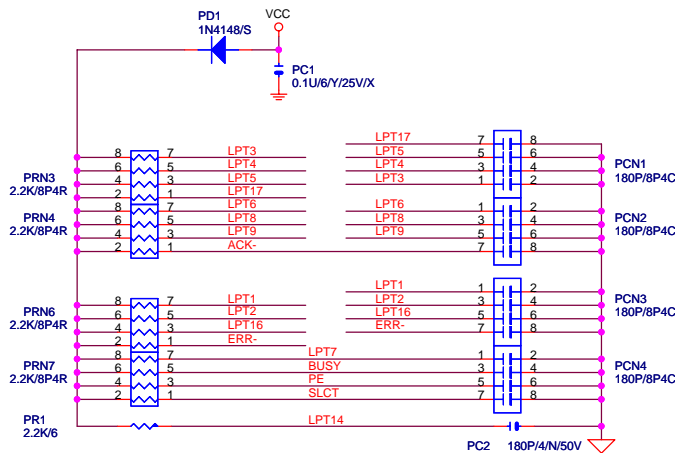 PD1
VCC
1N4148/S
PC1
0.1U/6/Y/25V/X
LPT17 7 8
8 7 LPT3 LPT5 5 6
PCN1
6 5 LPT4 LPT4 3 4
PRN3
180P/8P4C
4 3 LPT5 LPT3 1 2
2.2K/8P4R
2 1 LPT17
8 7 LPT6 LPT6 1 2
PRN4
PCN2
6 5 LPT8 LPT8 3 4
2.2K/8P4R
180P/8P4C
4 3 LPT9 LPT9 5 6
2 1 ACK- 7 8
LPT1 1 2
PCN3
8 7 LPT1 LPT2 3 4
PRN6
180P/8P4C
6 5 LPT2 LPT16 5 6
2.2K/8P4R
4 3 LPT16 ERR- 7 8
2 1 ERR-
8 7 LPT7 1 2
PRN7
PCN4
6 5 BUSY 3 4
2.2K/8P4R
180P/8P4C
4 3 PE 5 6
2 1 SLCT 7 8
PR1
LPT14
2.2K/6
PC2 180P/4/N/50V